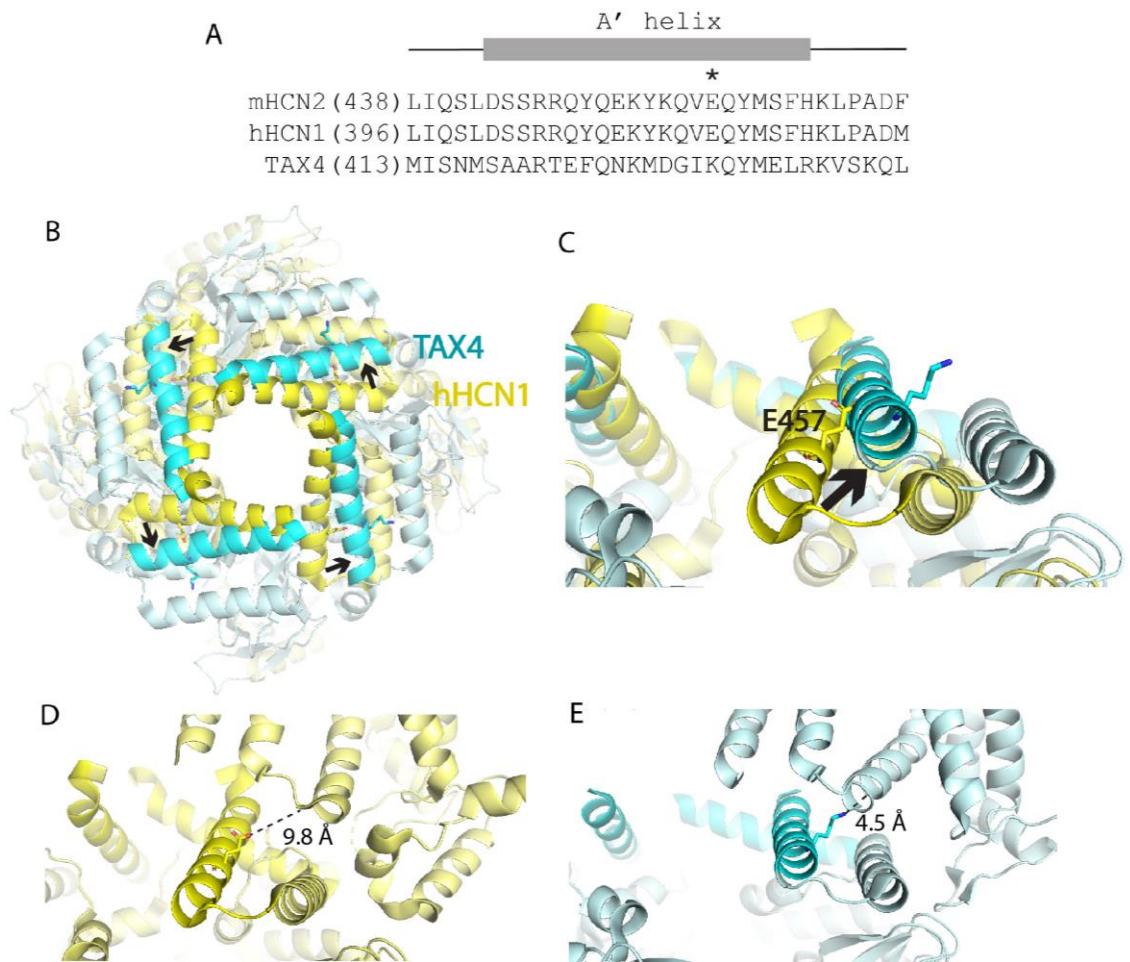 A
A' helix
*
mHCN2(438)LIQSLDSSRRQYQEKYKQVEQYMSFHKLPADF
hHCN1(396)LIQSLDSSRRQYQEKYKQVEQYMSFHKLPADM
TAX4(413)MISNMSAARTEFQNKMDGIKQYMELRKVSKQL
B
TAX4
hHCN1
C
E457
D
9.8 Å
E
4.5 Å